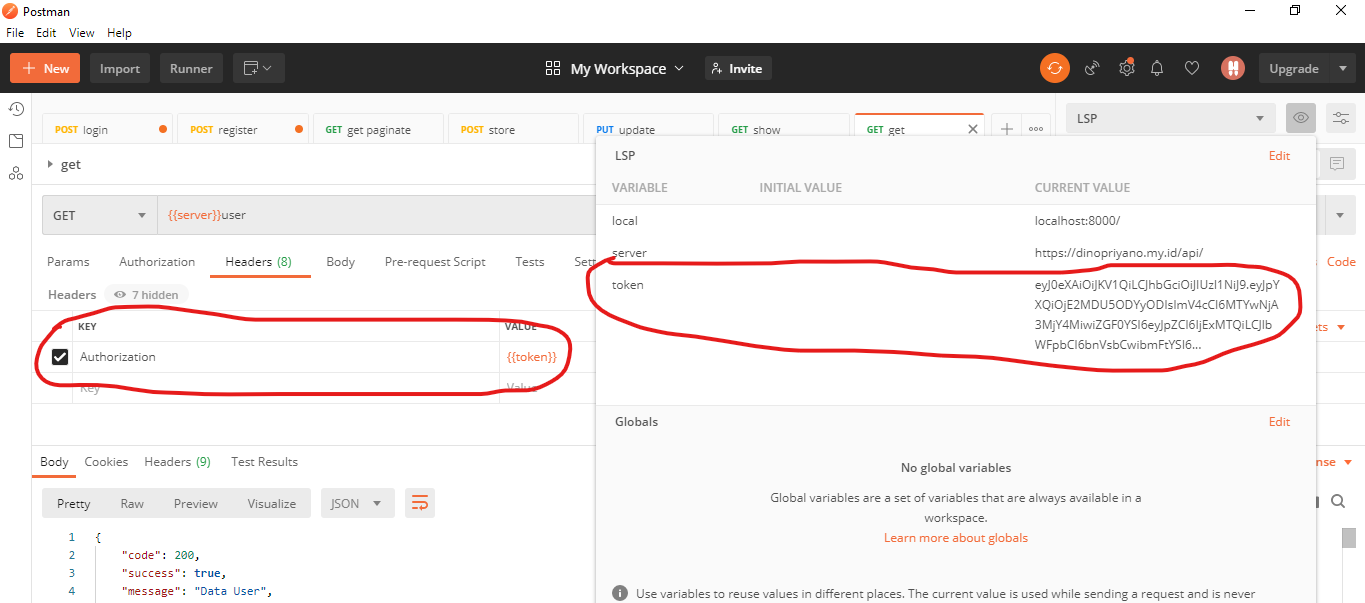 Postman
File Edit View Help
New Import Runner My Workspace Invite Upgrade
POST login POST register GET get paginate POST store PUT update GET show GET get LSP
get
LSP Edit
VARIABLE INITIAL VALUE CURRENT VALUE
GET {{server}}user
local localhost:8000/
server https://dinopriyano.my.id/api/
Params Authorization Headers (8) Body Pre-request Script Tests Sett Code
token
Headers 7 hidden
KEY VALUE
Authorization {{token}}
Key Value
Globals Edit
Body Cookies Headers (9) Test Results nse
No global variables
Pretty Raw Preview Visualize JSON
Global variables are a set of variables that are always available in a
workspace.
Learn more about globals
1 {
2 "code": 200,
3 "success": true,
4 "message": "Data User",
Use variables to reuse values in different places. The current value is used while sending a request and is never